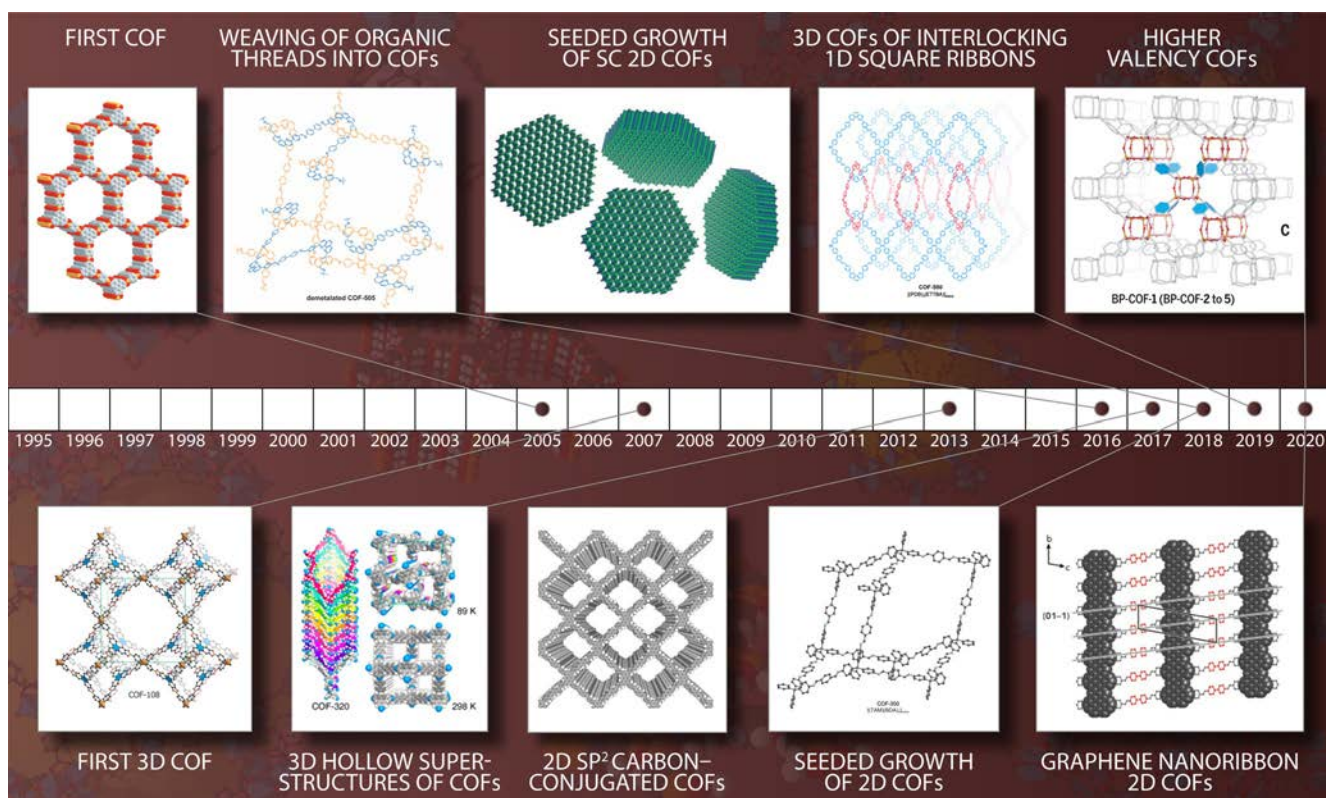 FIRST COF
WEAVING OF ORGANIC
THREADS INTO COFs
SEEDED GROWTH
OF SC 2D COFs
3D COFs OF INTERLOCKING
1D SQUARE RIBBONS
HIGHER
VALENCY COFs
demetalated COF-505
COF-500
C
BP-COF-1 (BP-COF-2 to 5)
1995 1996 1997 1998 1999 2000 2001 2002 2003 2004 2005 2006 2007 2008 2009 2010 2011 2012 2013 2014 2015 2016 2017 2018 2019 2020
COF-108
COF-320
89 K
298 K
b
c
(01–1)
FIRST 3D COF
3D HOLLOW SUPER-
STRUCTURES OF COFs
2D SP² CARBON–
CONJUGATED COFs
SEEDED GROWTH
OF 2D COFs
GRAPHENE NANORIBBON
2D COFs